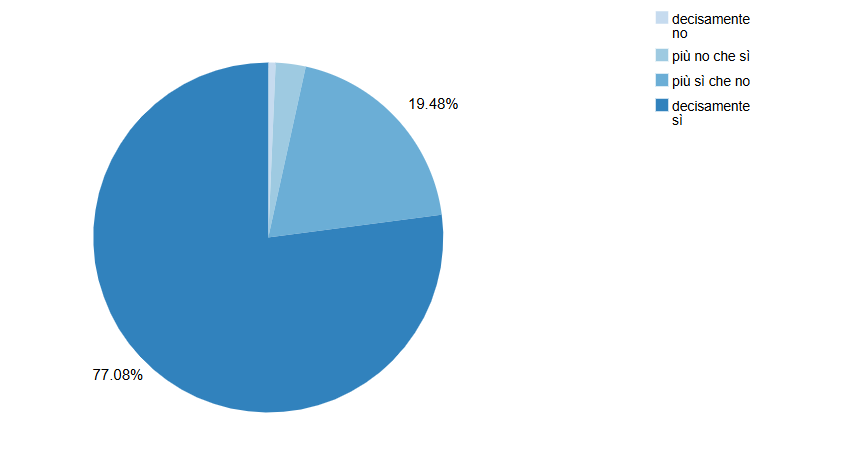 decisamente
no
più no che sì
più sì che no
decisamente
sì
19.48%
77.08%